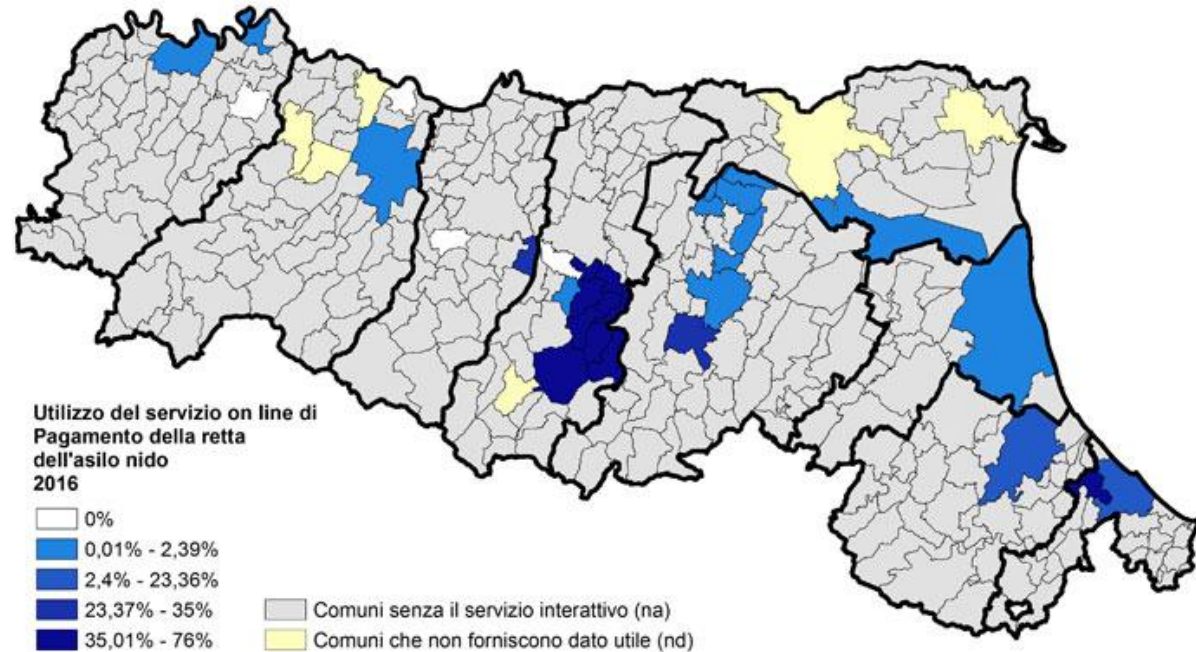 Utilizzo del servizio on line di
Pagamento della retta
dell'asilo nido
2016
0%
0,01% - 2,39%
2,4% - 23,36%
23,37% - 35%
35,01% - 76%
Comuni senza il servizio interattivo (na)
Comuni che non forniscono dato utile (nd)